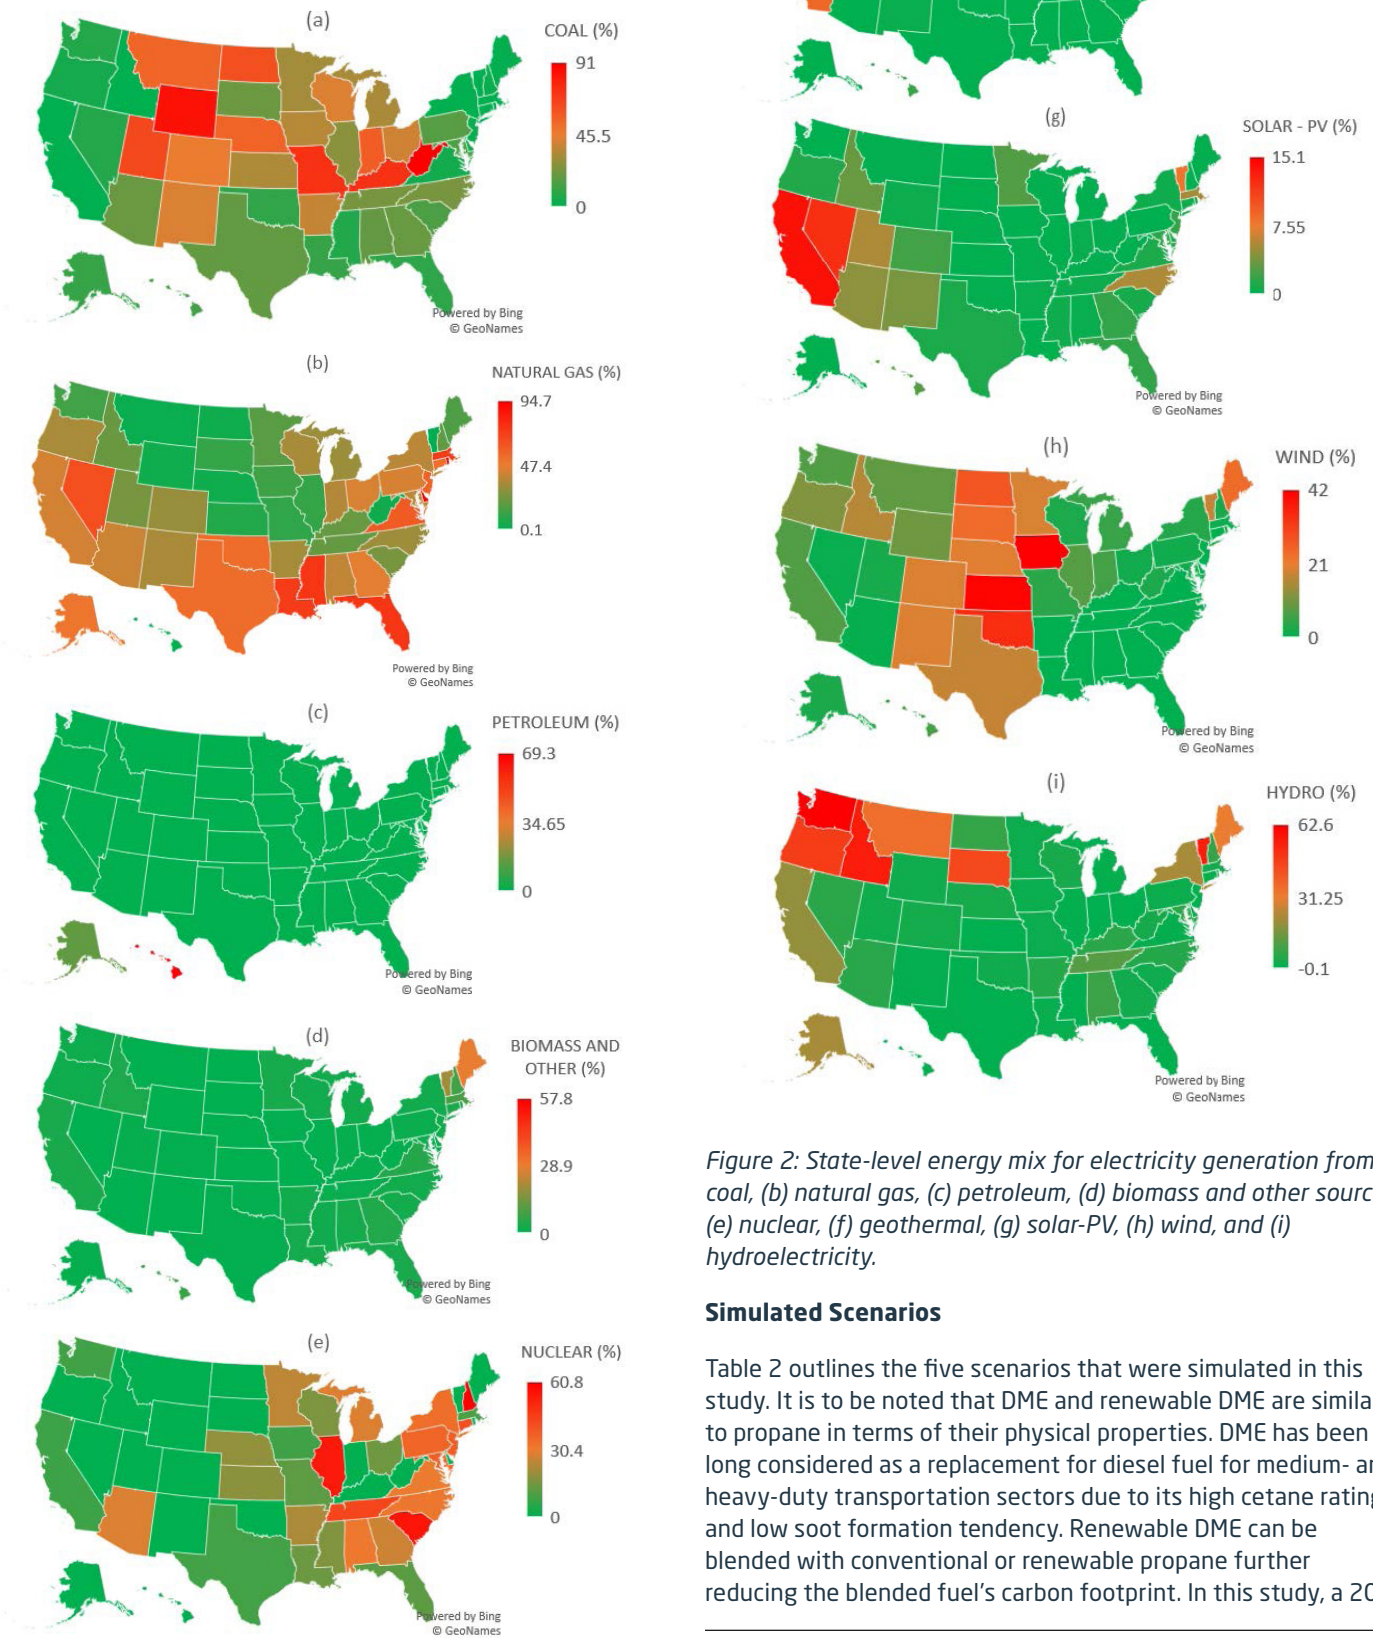 (a)
COAL (%)
91
45.5
0
Powered by Bing
© GeoNames
(b)
NATURAL GAS (%)
94.7
47.4
0.1
Powered by Bing
© GeoNames
(c)
PETROLEUM (%)
69.3
34.65
0
Powered by Bing
© GeoNames
(d)
BIOMASS AND
OTHER (%)
57.8
28.9
0
Powered by Bing
© GeoNames
(e)
NUCLEAR (%)
60.8
30.4
0
Powered by Bing
© GeoNames
(g)
SOLAR - PV (%)
15.1
7.55
0
Powered by Bing
© GeoNames
(h)
WIND (%)
42
21
0
Powered by Bing
© GeoNames
(i)
HYDRO (%)
62.6
31.25
-0.1
Powered by Bing
© GeoNames
Figure 2: State-level energy mix for electricity generation from
coal, (b) natural gas, (c) petroleum, (d) biomass and other sourc
(e) nuclear, (f) geothermal, (g) solar-PV, (h) wind, and (i)
hydroelectricity.
Simulated Scenarios
Table 2 outlines the five scenarios that were simulated in this
study. It is to be noted that DME and renewable DME are simila
to propane in terms of their physical properties. DME has been
long considered as a replacement for diesel fuel for medium- a
heavy-duty transportation sectors due to its high cetane rating
and low soot formation tendency. Renewable DME can be
blended with conventional or renewable propane further
reducing the blended fuel's carbon footprint. In this study, a 20